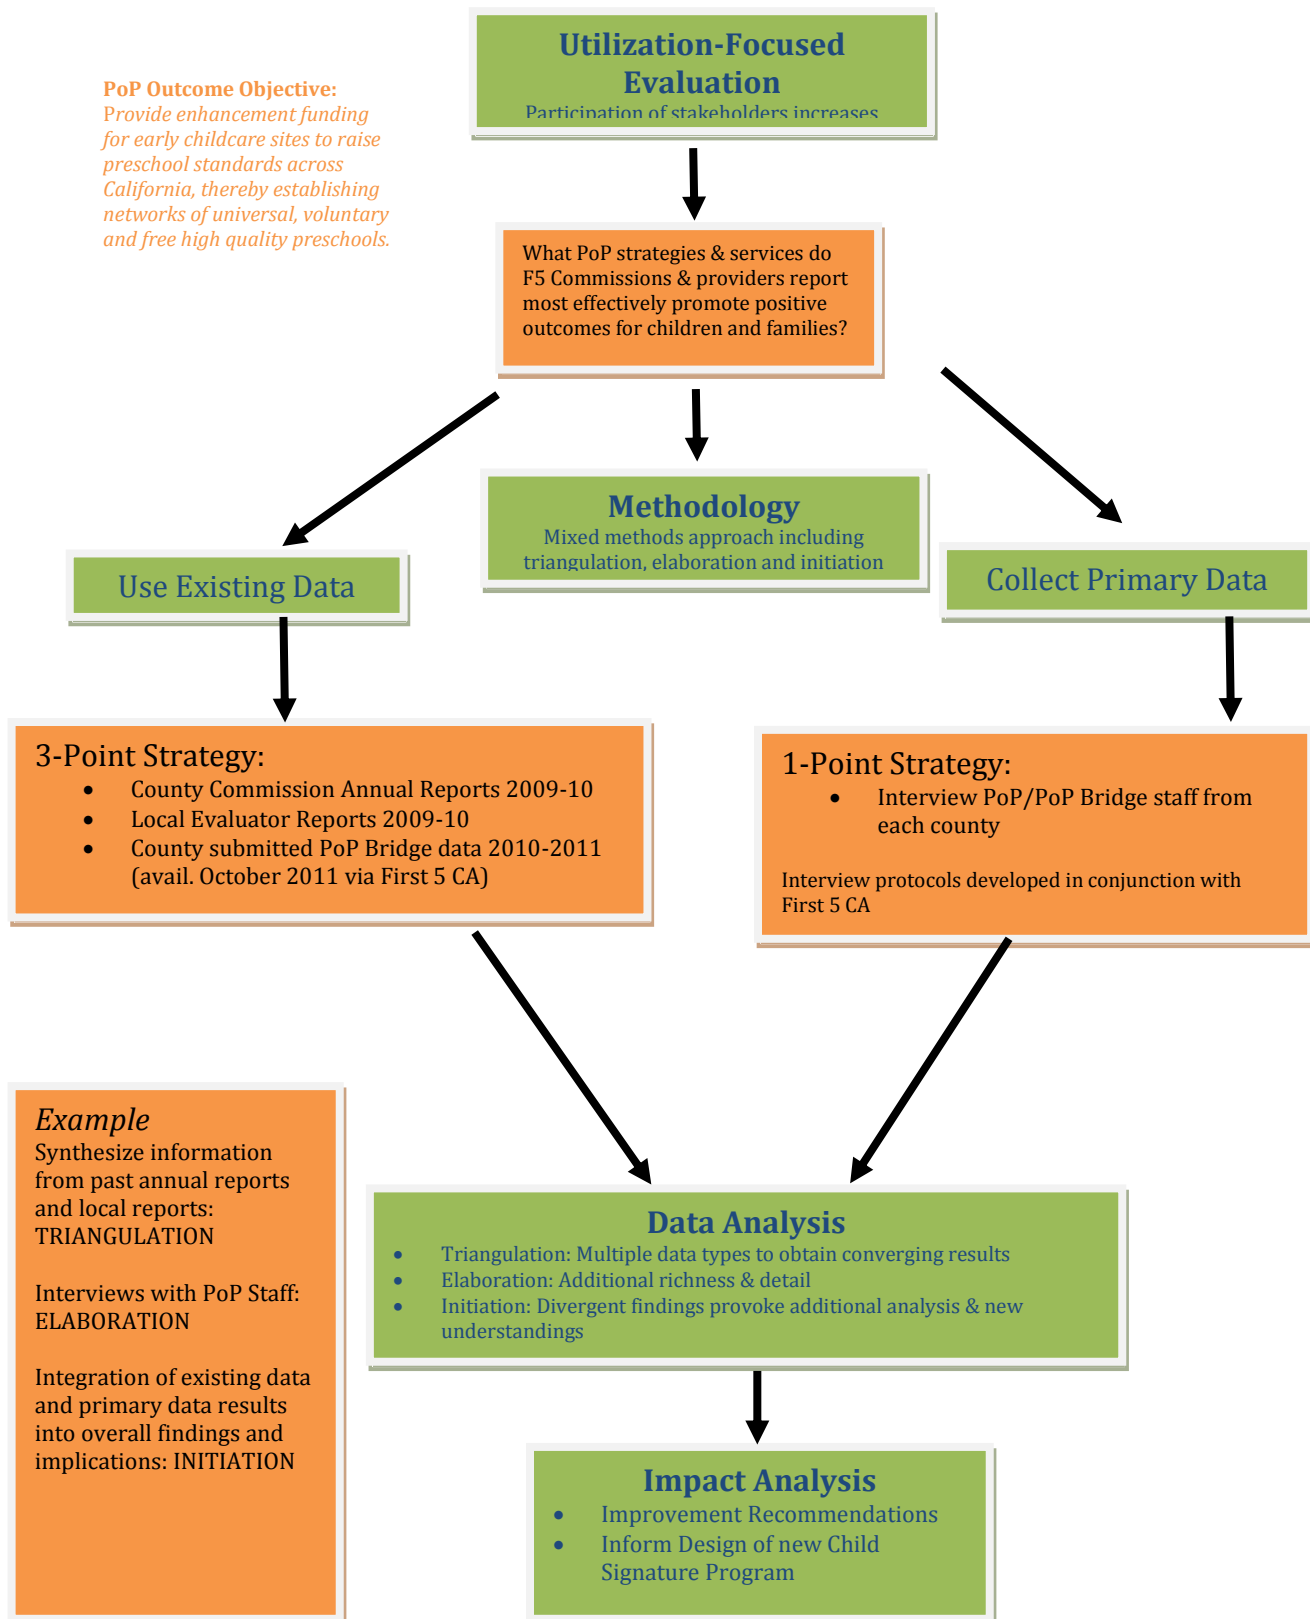 Utilization-Focused
Evaluation
Participation of stakeholders increases
PoP Outcome Objective:
Provide enhancement funding
for early childcare sites to raise
preschool standards across
California, thereby establishing
networks of universal, voluntary
and free high quality preschools.
What PoP strategies & services do
F5 Commissions & providers report
most effectively promote positive
outcomes for children and families?
Methodology
Mixed methods approach including
triangulation, elaboration and initiation
Use Existing Data
Collect Primary Data
3-Point Strategy:
• County Commission Annual Reports 2009-10
• Local Evaluator Reports 2009-10
• County submitted PoP Bridge data 2010-2011
(avail. October 2011 via First 5 CA)
1-Point Strategy:
• Interview PoP/PoP Bridge staff from
each county
Interview protocols developed in conjunction with
First 5 CA
Example
Synthesize information
from past annual reports
and local reports:
TRIANGULATION
Interviews with PoP Staff:
ELABORATION
Integration of existing data
and primary data results
into overall findings and
implications: INITIATION
Data Analysis
• Triangulation: Multiple data types to obtain converging results
• Elaboration: Additional richness & detail
• Initiation: Divergent findings provoke additional analysis & new
understandings
Impact Analysis
• Improvement Recommendations
• Inform Design of new Child
Signature Program